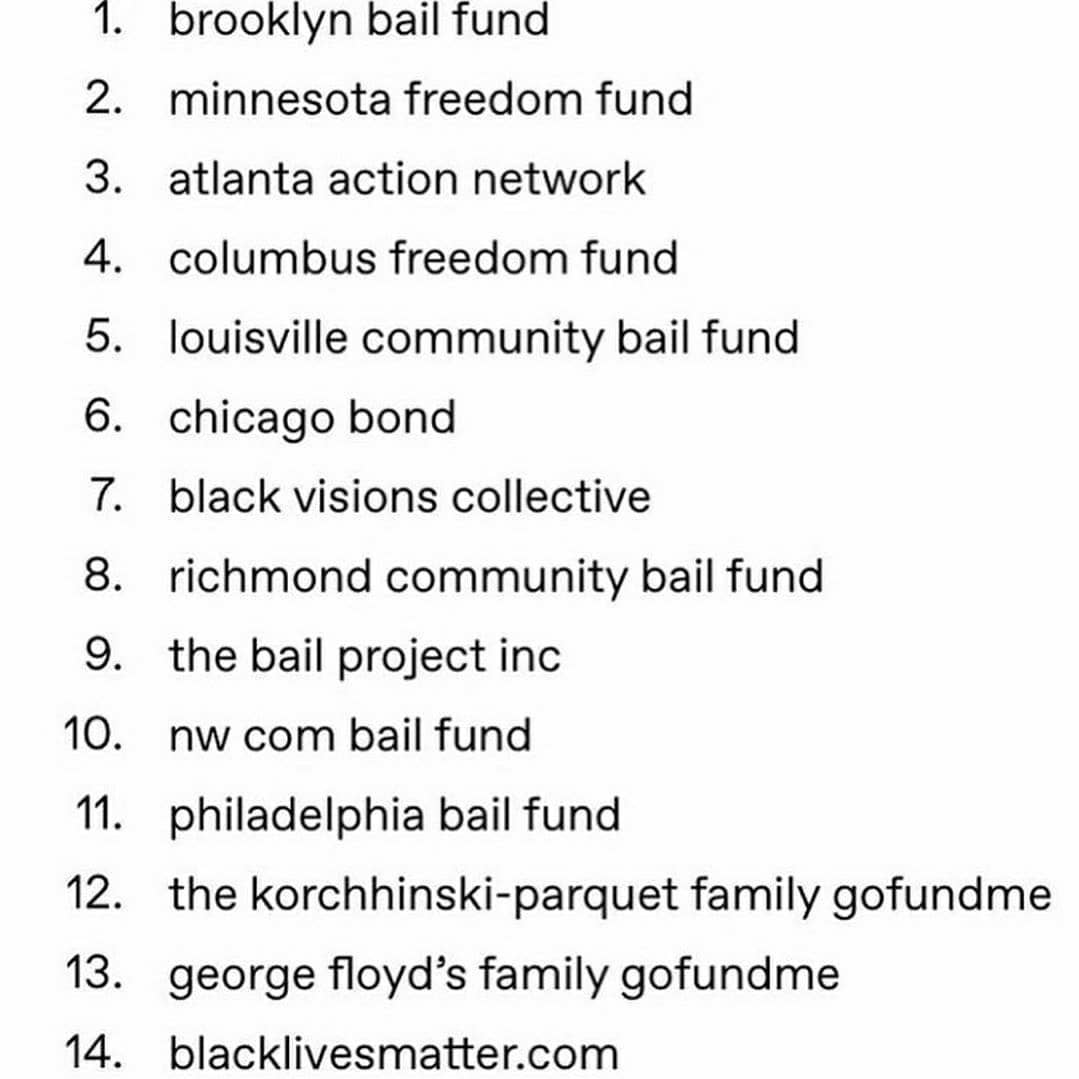 1. brooklyn bail fund
2. minnesota freedom fund
3. atlanta action network
4. columbus freedom fund
5. louisville community bail fund
6. chicago bond
7. black visions collective
8. richmond community bail fund
9. the bail project inc
10. nw com bail fund
11. philadelphia bail fund
12. the korchhinski-parquet family gofundme
13. george floyd’s family gofundme
14. blacklivesmatter.com